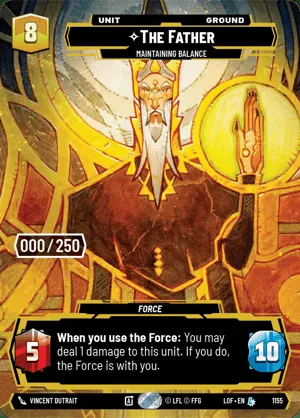 UNIT GROUND
8
✧ THE FATHER
MAINTAINING BALANCE
000/250
FORCE
When you use the Force: You may
deal 1 damage to this unit. If you do,
the Force is with you.
5
10
VINCENT DUTRAIT © LFL © FFG LOF • EN 1155